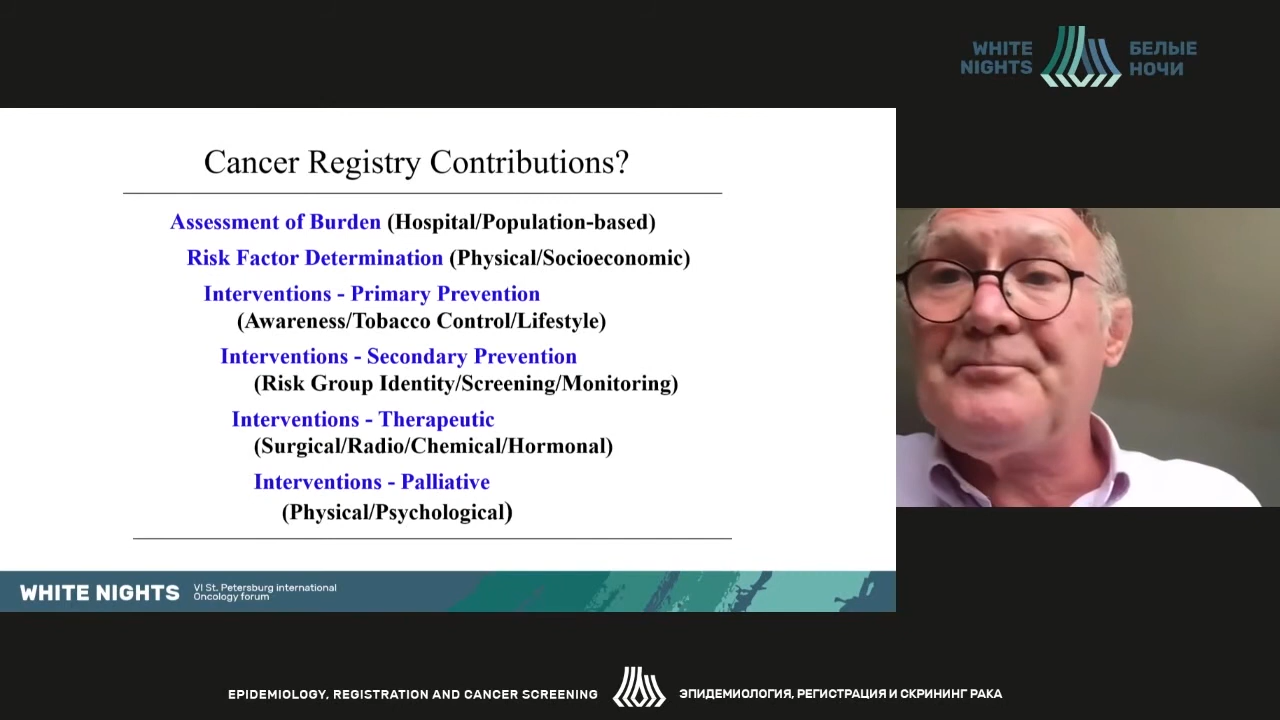 WHITE
NIGHTS
БЕЛЫЕ
НОЧИ
Cancer Registry Contributions?
Assessment of Burden (Hospital/Population-based)
Risk Factor Determination (Physical/Socioeconomic)
Interventions - Primary Prevention
(Awareness/Tobacco Control/Lifestyle)
Interventions - Secondary Prevention
(Risk Group Identity/Screening/Monitoring)
Interventions - Therapeutic
(Surgical/Radio/Chemical/Hormonal)
Interventions - Palliative
(Physical/Psychological)
WHITE NIGHTS
VI St. Petersburg international
Oncology forum
EPIDEMIOLOGY, REGISTRATION AND CANCER SCREENING
ЭПИДЕМИОЛОГИЯ, РЕГИСТРАЦИЯ И СКРИНИНГ РАКА